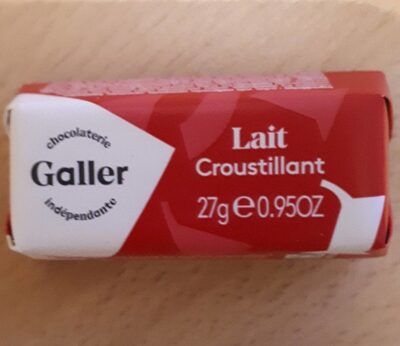 chocolaterie
Galler
indépendante
Lait
Croustillant
27g e 0.95OZ